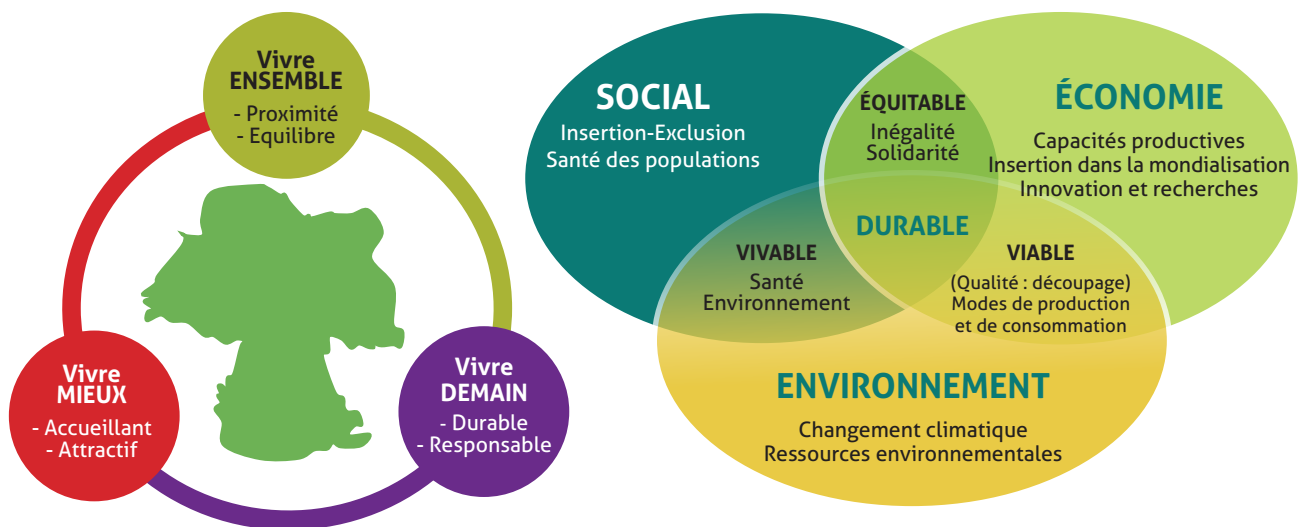 Vivre
ENSEMBLE
- Proximité
- Equilibre
Vivre
MIEUX
- Accueillant
- Attractif
Vivre
DEMAIN
- Durable
- Responsable
SOCIAL
Insertion-Exclusion
Santé des populations
ÉQUITABLE
Inégalité
Solidarité
ÉCONOMIE
Capacités productives
Insertion dans la mondialisation
Innovation et recherches
DURABLE
VIVABLE
Santé
Environnement
VIABLE
(Qualité : découpage)
Modes de production
et de consommation
ENVIRONNEMENT
Changement climatique
Ressources environnementales